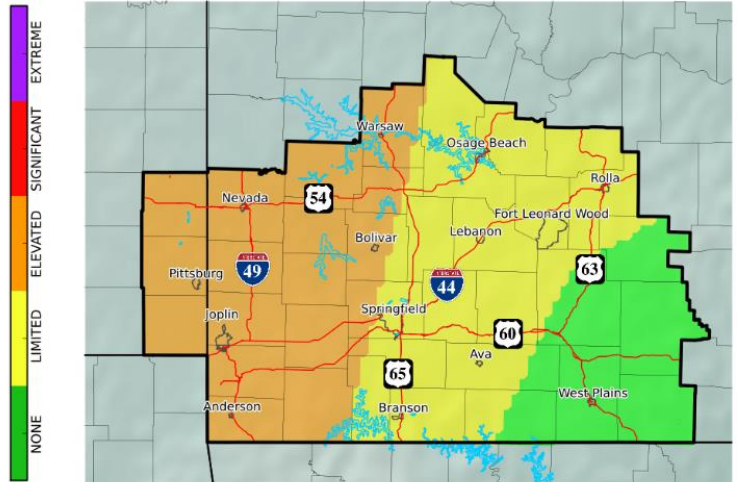 EXTREME
SIGNIFICANT
ELEVATED
LIMITED
NONE
Warsaw
Osage Beach
Rolla
Nevada
54
Fort Leonard Wood
Lebanon
Bolivar
Pittsburg
49
63
44
Joplin
Springfield
60
Ava
65
West Plains
Anderson
Branson